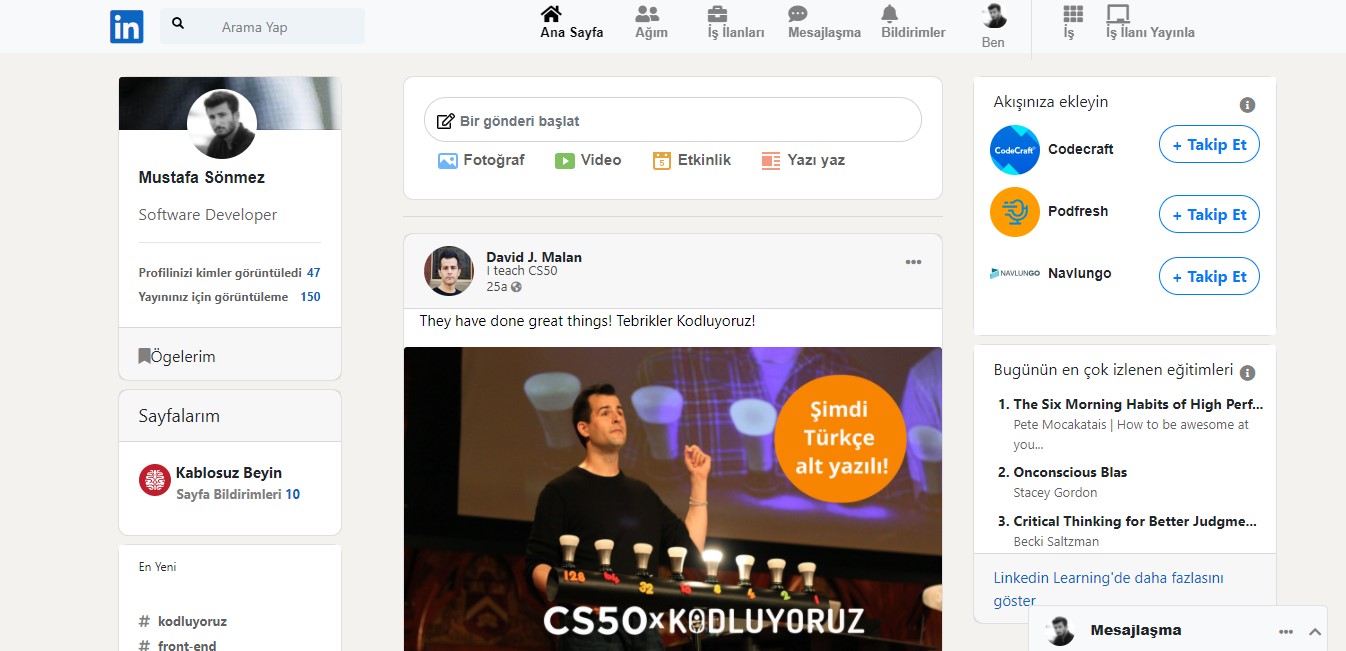 in
Arama Yap
Ana Sayfa
Ağım
İş İlanları
Mesajlaşma
Bildirimler
Ben
İş
İş İlanı Yayınla
Mustafa Sönmez
Software Developer
Profilinizi kimler görüntüledi 47
Yayınınız için görüntüleme 150
Ögelerim
Sayfalarım
Kablosuz Beyin
Sayfa Bildirimleri 10
En Yeni
# kodluyoruz
# front-end
Bir gönderi başlat
Fotoğraf
Video
5
Etkinlik
Yazı yaz
David J. Malan
I teach CS50
25a
They have done great things! Tebrikler Kodluyoruz!
Şimdi
Türkçe
alt yazılı!
128 64 32 16 8 4 2 1
CS50xKODLUYORUZ
Akışınıza ekleyin
CodeCraft
Codecraft
+ Takip Et
Podfresh
+ Takip Et
NAVLUNGO
Navlungo
+ Takip Et
Bugünün en çok izlenen eğitimleri
1. The Six Morning Habits of High Perf...
Pete Mocakatais | How to be awesome at
you...
2. Onconscious Blas
Stacey Gordon
3. Critical Thinking for Better Judgme...
Becki Saltzman
Linkedin Learning'de daha fazlasını
göster
Mesajlaşma